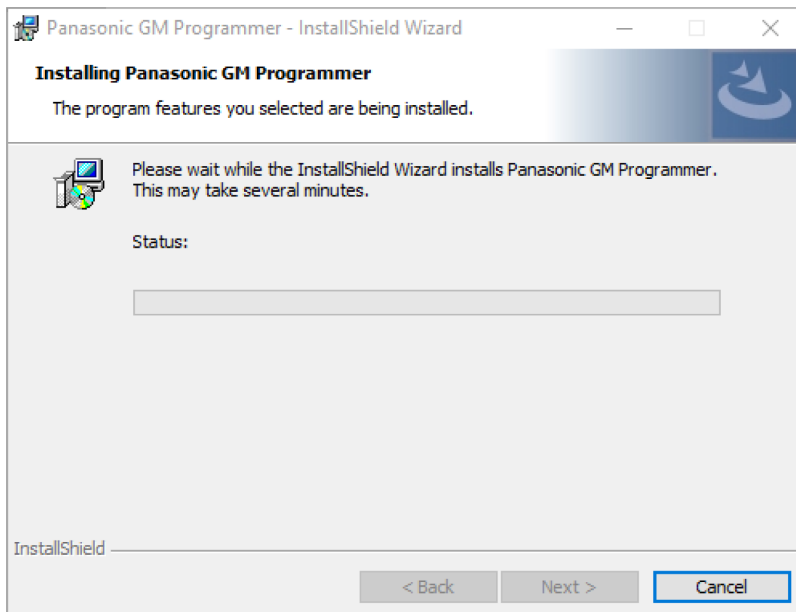 Panasonic GM Programmer - InstallShield Wizard
Installing Panasonic GM Programmer
The program features you selected are being installed.
Please wait while the InstallShield Wizard installs Panasonic GM Programmer.
This may take several minutes.
Status:
InstallShield
< Back
Next >
Cancel